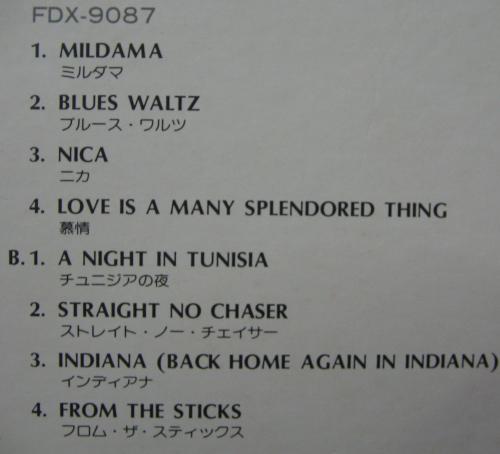 FDX-9087
1. MILDAMA
ミルダマ
2. BLUES WALTZ
ブルース・ワルツ
3. NICA
ニカ
4. LOVE IS A MANY SPLENDORED THING
慕情
B.1. A NIGHT IN TUNISIA
チュニジアの夜
2. STRAIGHT NO CHASER
ストレイト・ノー・チェイサー
3. INDIANA (BACK HOME AGAIN IN INDIANA)
インディアナ
4. FROM THE STICKS
フロム・ザ・スティックス